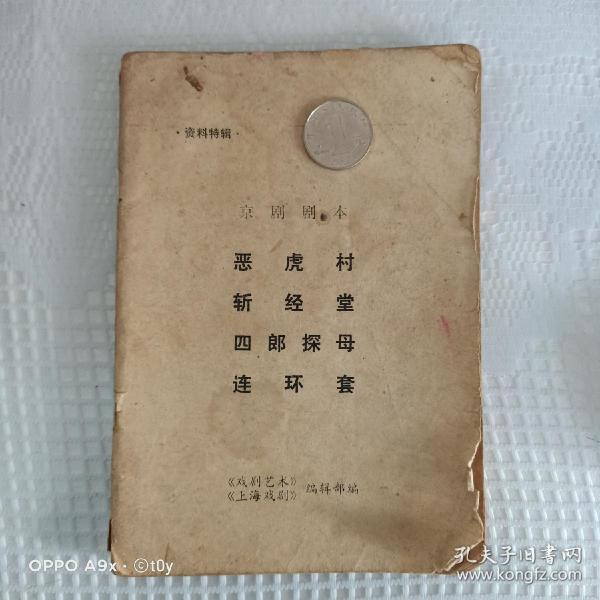 ·资料特辑·
京剧剧本
恶虎村
斩经堂
四郎探母
连环套
《戏剧艺术》
《上海戏剧》
编辑部编
OPPO A9x · ©t0y
孔夫子旧书网
www.kongfz.com